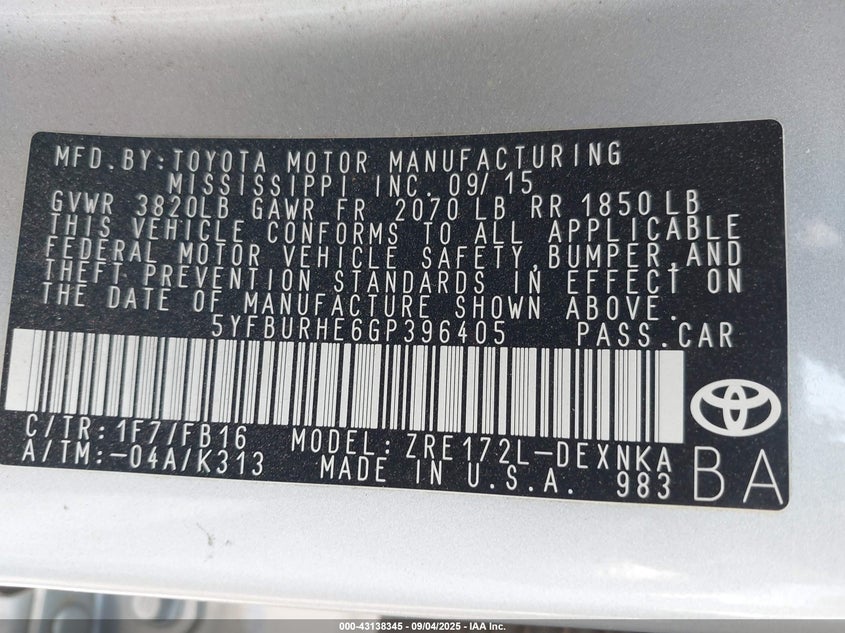 MFD. BY: TOYOTA MOTOR MANUFACTURING
MISSISSIPPI INC. 09/15
GVWR 3820LB GAWR FR 2070 LB RR 1850 LB
THIS VEHICLE CONFORMS TO ALL APPLICABLE
FEDERAL MOTOR VEHICLE SAFETY, BUMPER, AND
THEFT PREVENTION STANDARDS IN EFFECT ON
THE DATE OF MANUFACTURE SHOWN ABOVE.
5YFBURHE6GP396405 PASS. CAR
C/TR: 1F7/FB16 MODEL: ZRE172L-DEXNKA
A/TM: -04A/K313 MADE IN U.S.A. 983 BA
000-43138345 - 09/04/2025 - IAA Inc.